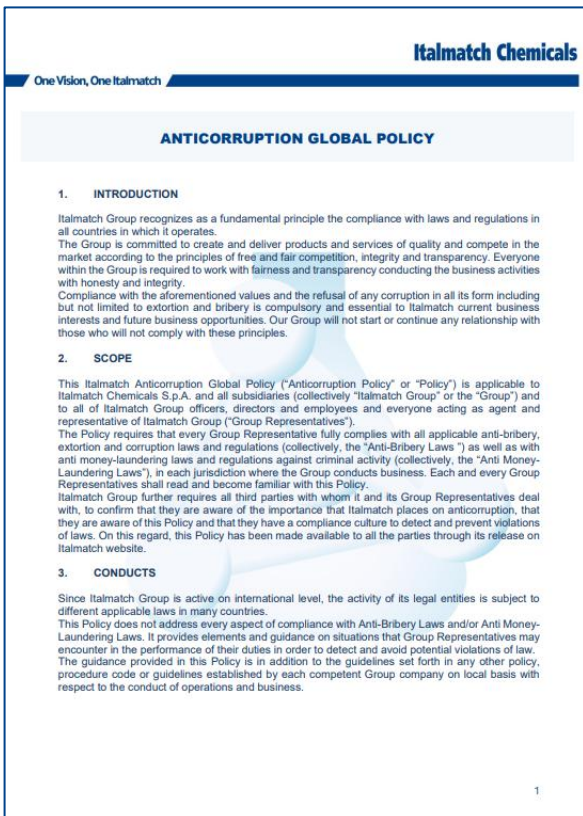 Italmatch Chemicals
One Vision, One Italmatch
ANTICORRUPTION GLOBAL POLICY
1. INTRODUCTION
Italmatch Group recognizes as a fundamental principle the compliance with laws and regulations in
all countries in which it operates.
The Group is committed to create and deliver products and services of quality and compete in the
market according to the principles of free and fair competition, integrity and transparency. Everyone
within the Group is required to work with fairness and transparency conducting the business activities
with honesty and integrity.
Compliance with the aforementioned values and the refusal of any corruption in all its form including
but not limited to extortion and bribery is compulsory and essential to Italmatch current business
interests and future business opportunities. Our Group will not start or continue any relationship with
those who will not comply with these principles.
2. SCOPE
This Italmatch Anticorruption Global Policy (“Anticorruption Policy” or “Policy”) is applicable to
Italmatch Chemicals S.p.A. and all subsidiaries (collectively “Italmatch Group” or the “Group”) and
to all of Italmatch Group officers, directors and employees and everyone acting as agent and
representative of Italmatch Group (“Group Representatives”).
The Policy requires that every Group Representative fully complies with all applicable anti-bribery,
extortion and corruption laws and regulations (collectively, the “Anti-Bribery Laws ”) as well as with
anti money-laundering laws and regulations against criminal activity (collectively, the “Anti Money-
Laundering Laws”), in each jurisdiction where the Group conducts business. Each and every Group
Representatives shall read and become familiar with this Policy.
Italmatch Group further requires all third parties with whom it and its Group Representatives deal
with, to confirm that they are aware of the importance that Italmatch places on anticorruption, that
they are aware of this Policy and that they have a compliance culture to detect and prevent violations
of laws. On this regard, this Policy has been made available to all the parties through its release on
Italmatch website.
3. CONDUCTS
Since Italmatch Group is active on international level, the activity of its legal entities is subject to
different applicable laws in many countries.
This Policy does not address every aspect of compliance with Anti-Bribery Laws and/or Anti Money-
Laundering Laws. It provides elements and guidance on situations that Group Representatives may
encounter in the performance of their duties in order to detect and avoid potential violations of law.
The guidance provided in this Policy is in addition to the guidelines set forth in any other policy,
procedure code or guidelines established by each competent Group company on local basis with
respect to the conduct of operations and business.
1